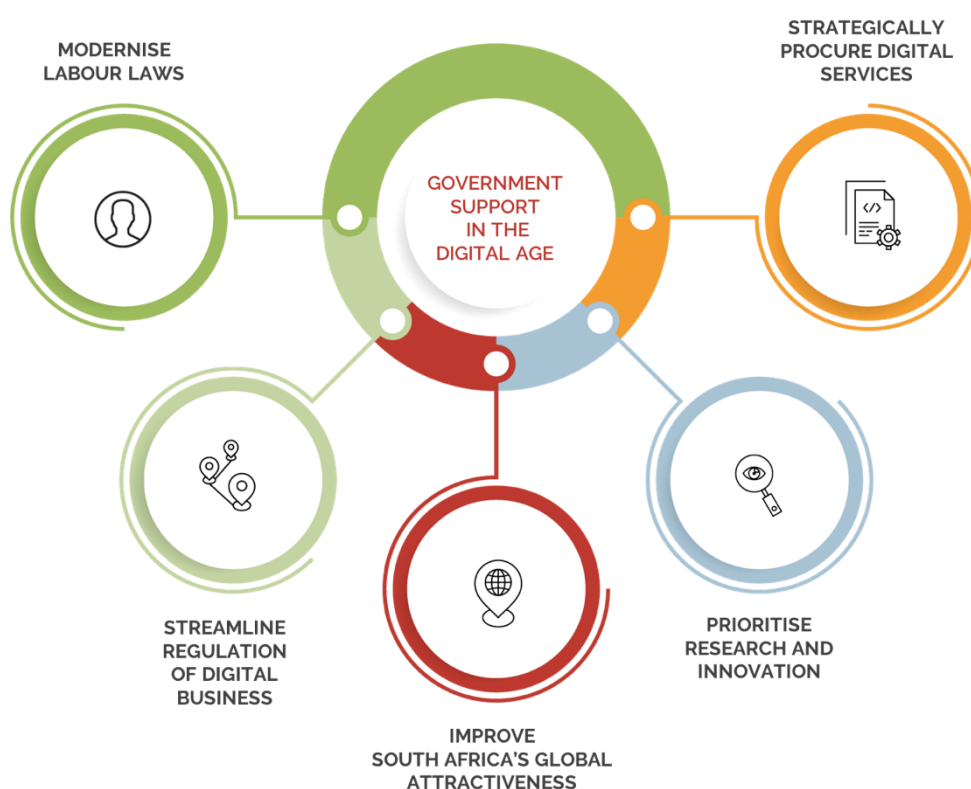 MODERNISE
LABOUR LAWS
STRATEGICALLY
PROCURE DIGITAL
SERVICES
GOVERNMENT
SUPPORT
IN THE
DIGITAL AGE
STREAMLINE
REGULATION
OF DIGITAL
BUSINESS
PRIORITISE
RESEARCH AND
INNOVATION
IMPROVE
SOUTH AFRICA'S GLOBAL
ATTRACTIVENESS